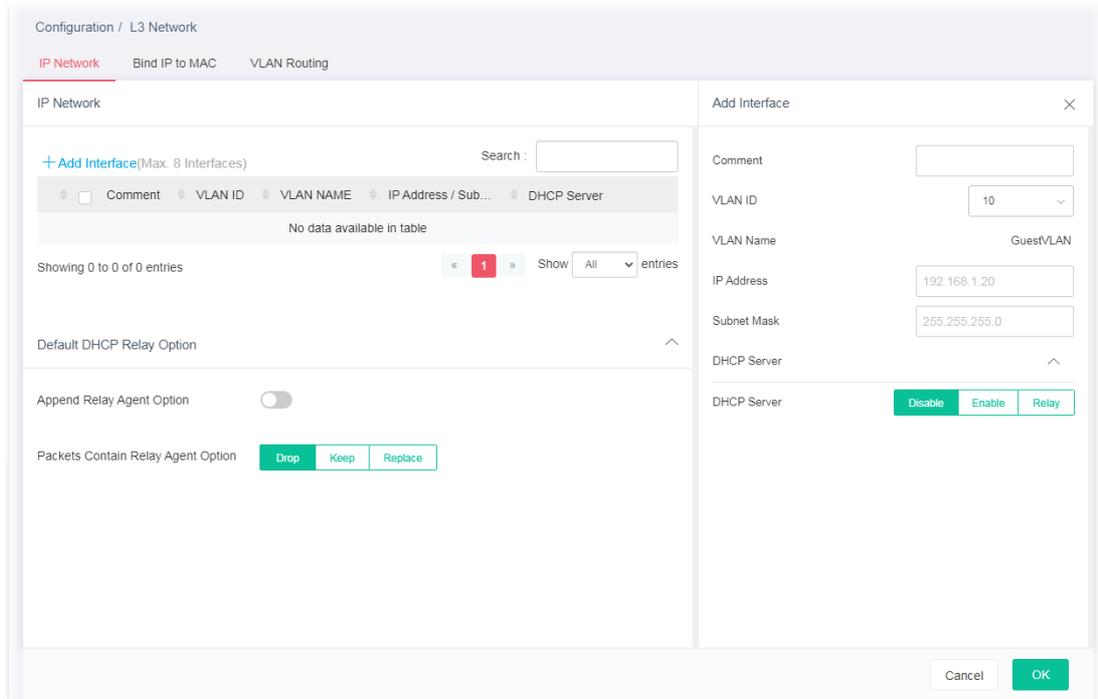 Configuration / L3 Network
IP Network Bind IP to MAC VLAN Routing
IP Network
+Add Interface(Max. 8 Interfaces)
Search :
Comment VLAN ID VLAN NAME IP Address / Sub... DHCP Server
No data available in table
Showing 0 to 0 of 0 entries
« 1 » Show All entries
Default DHCP Relay Option
Append Relay Agent Option
Packets Contain Relay Agent Option Drop Keep Replace
Add Interface
Comment
VLAN ID 10
VLAN Name GuestVLAN
IP Address 192.168.1.20
Subnet Mask 255.255.255.0
DHCP Server
DHCP Server Disable Enable Relay
Cancel OK